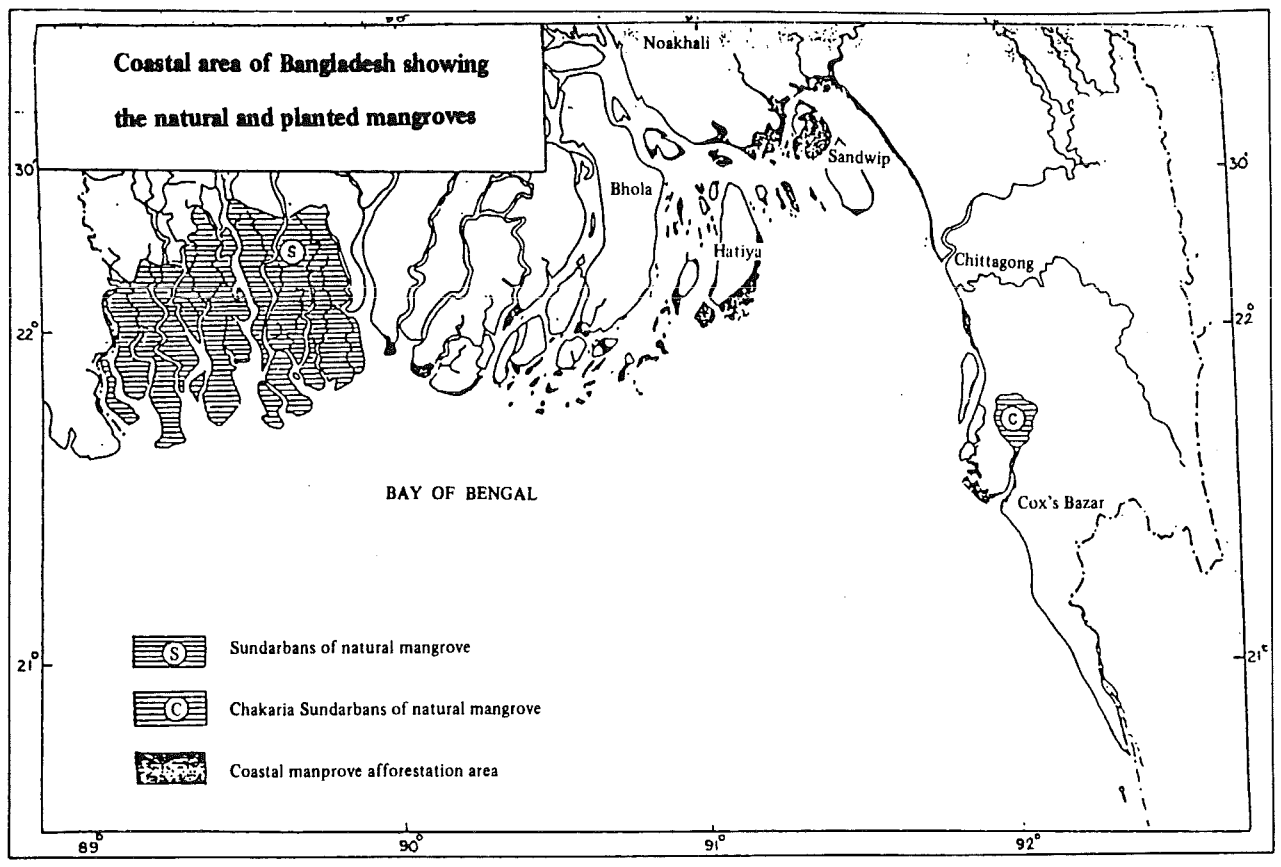 Coastal area of Bangladesh showing
the natural and planted mangroves
Noakhali
30°
Sandwip
30°
Bhola
S
Hatiya
Chittagong
22°
22°
C
BAY OF BENGAL
Cox's Bazar
S Sundarbans of natural mangrove
21°
21°
C Chakaria Sundarbans of natural mangrove
Coastal manprove afforestation area
89° 90° 91° 92°